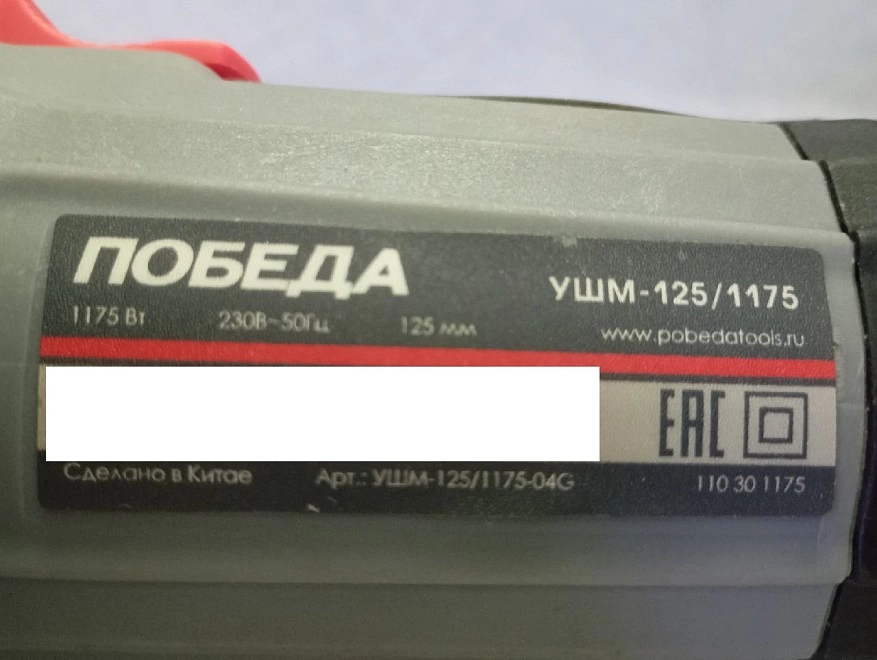 ПОБЕДА
УШМ-125/1175
1175 Вт 230В~50Гц 125 мм
www.pobedatools.ru
EAC
Сделано в Китае Арт.: УШМ-125/1175-04G 110 30 1175